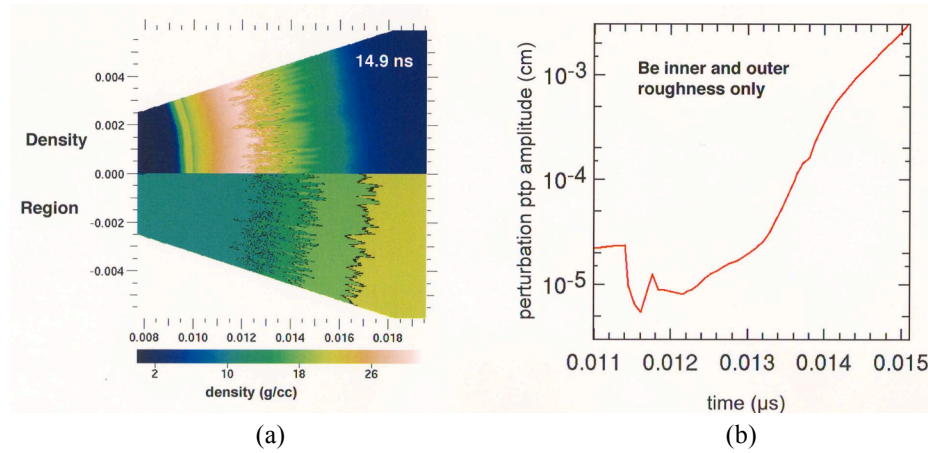 14.9 ns
0.004
0.002
Density
0.000
Region
-0.002
-0.004
0.008 0.010 0.012 0.014 0.016 0.018
2 10 18 26
density (g/cc)
(a)
perturbation ptp amplitude (cm)
Be inner and outer
roughness only
10-3
10-4
10-5
0.011 0.012 0.013 0.014 0.015
time (µs)
(b)